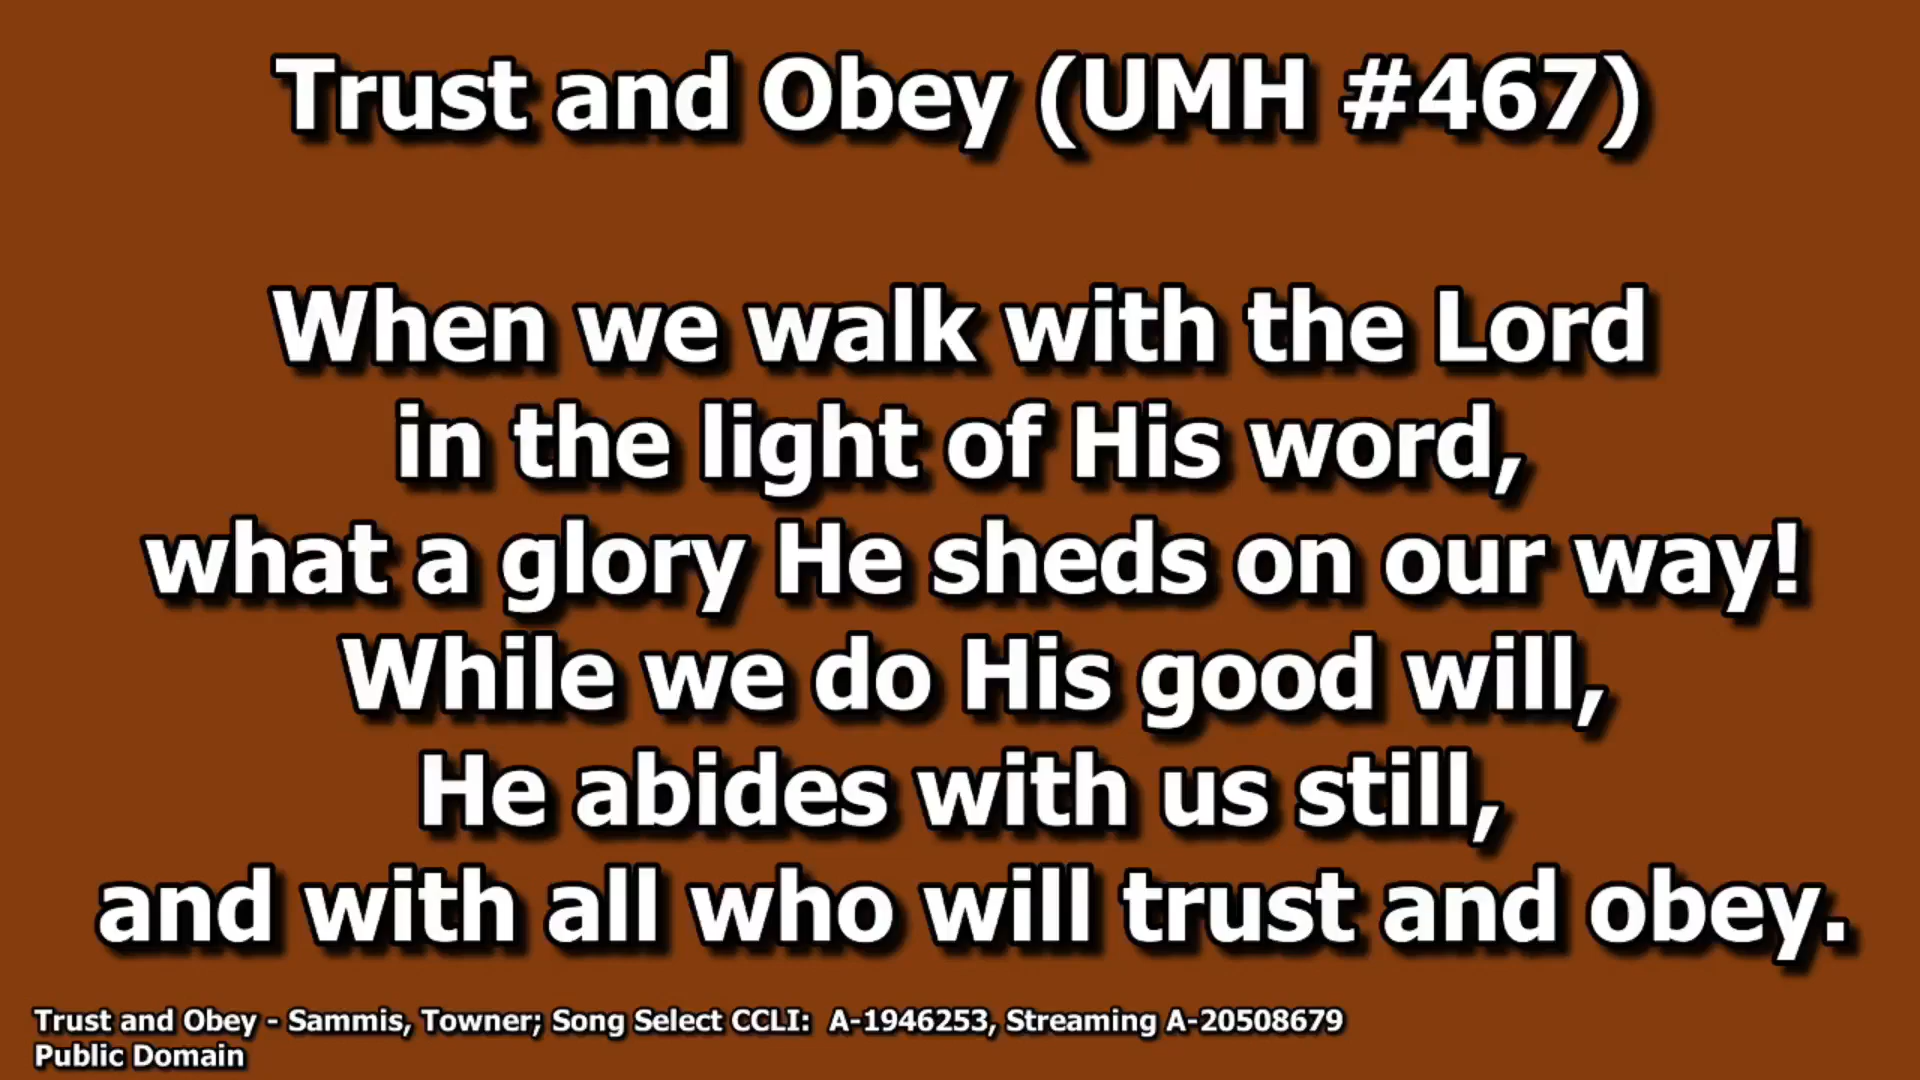 Trust and Obey (UMH #467)
When we walk with the Lord
in the light of His word,
what a glory He sheds on our way!
While we do His good will,
He abides with us still,
and with all who will trust and obey.
Trust and Obey - Sammis, Towner; Song Select CCLI:  A-1946253, Streaming A-20508679
Public Domain